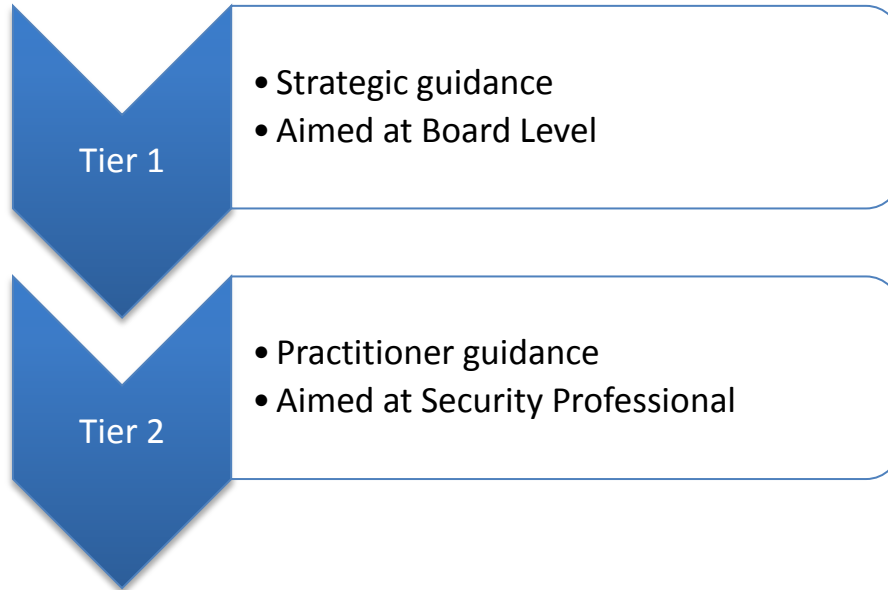 Tier 1
• Strategic guidance
• Aimed at Board Level
Tier 2
• Practitioner guidance
• Aimed at Security Professional